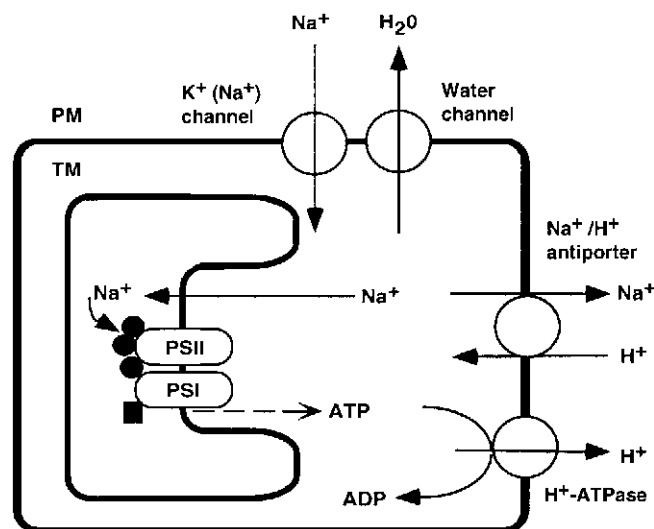 Na+
H20
K+ (Na+)
channel
Water
channel
PM
TM
Na+ /H+
antiporter
Na+
Na+
Na+
PSII
H+
PSI
ATP
H+
ADP
H+-ATPase